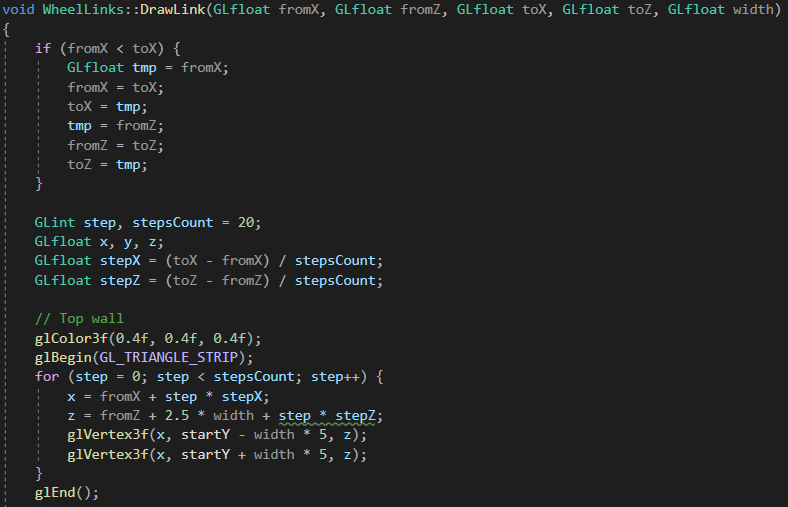 void WheelLinks::DrawLink(GLfloat fromX, GLfloat fromZ, GLfloat toX, GLfloat toZ, GLfloat width)
{
    if (fromX < toX) {
        GLfloat tmp = fromX;
        fromX = toX;
        toX = tmp;
        tmp = fromZ;
        fromZ = toZ;
        toZ = tmp;
    }

    GLint step, stepsCount = 20;
    GLfloat x, y, z;
    GLfloat stepX = (toX - fromX) / stepsCount;
    GLfloat stepZ = (toZ - fromZ) / stepsCount;

    // Top wall
    glColor3f(0.4f, 0.4f, 0.4f);
    glBegin(GL_TRIANGLE_STRIP);
    for (step = 0; step < stepsCount; step++) {
        x = fromX + step * stepX;
        z = fromZ + 2.5 * width + step * stepZ;
        glVertex3f(x, startY - width * 5, z);
        glVertex3f(x, startY + width * 5, z);
    }
    glEnd();